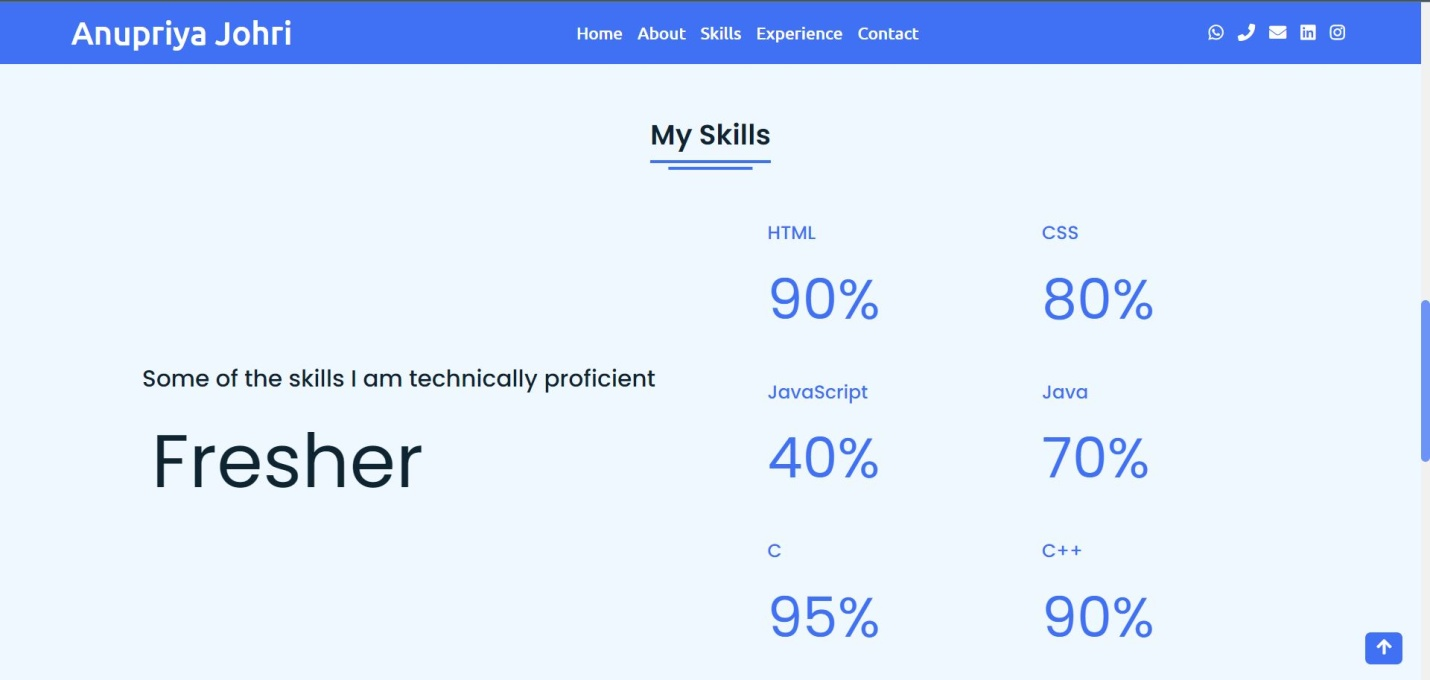 Anupriya Johri
Home About Skills Experience Contact
My Skills
Some of the skills I am technically proficient
Fresher
HTML
90%
CSS
80%
JavaScript
40%
Java
70%
C
95%
C++
90%